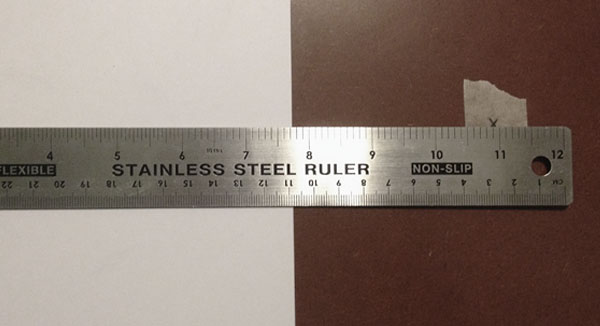 x
4 5 6 7 8 9 10 11 12
FLEXIBLE STAINLESS STEEL RULER NON-SLIP
22 21 20 19 18 17 16 15 14 13 12 11 10 9 8 7 6 5 4 3 2 1 CM